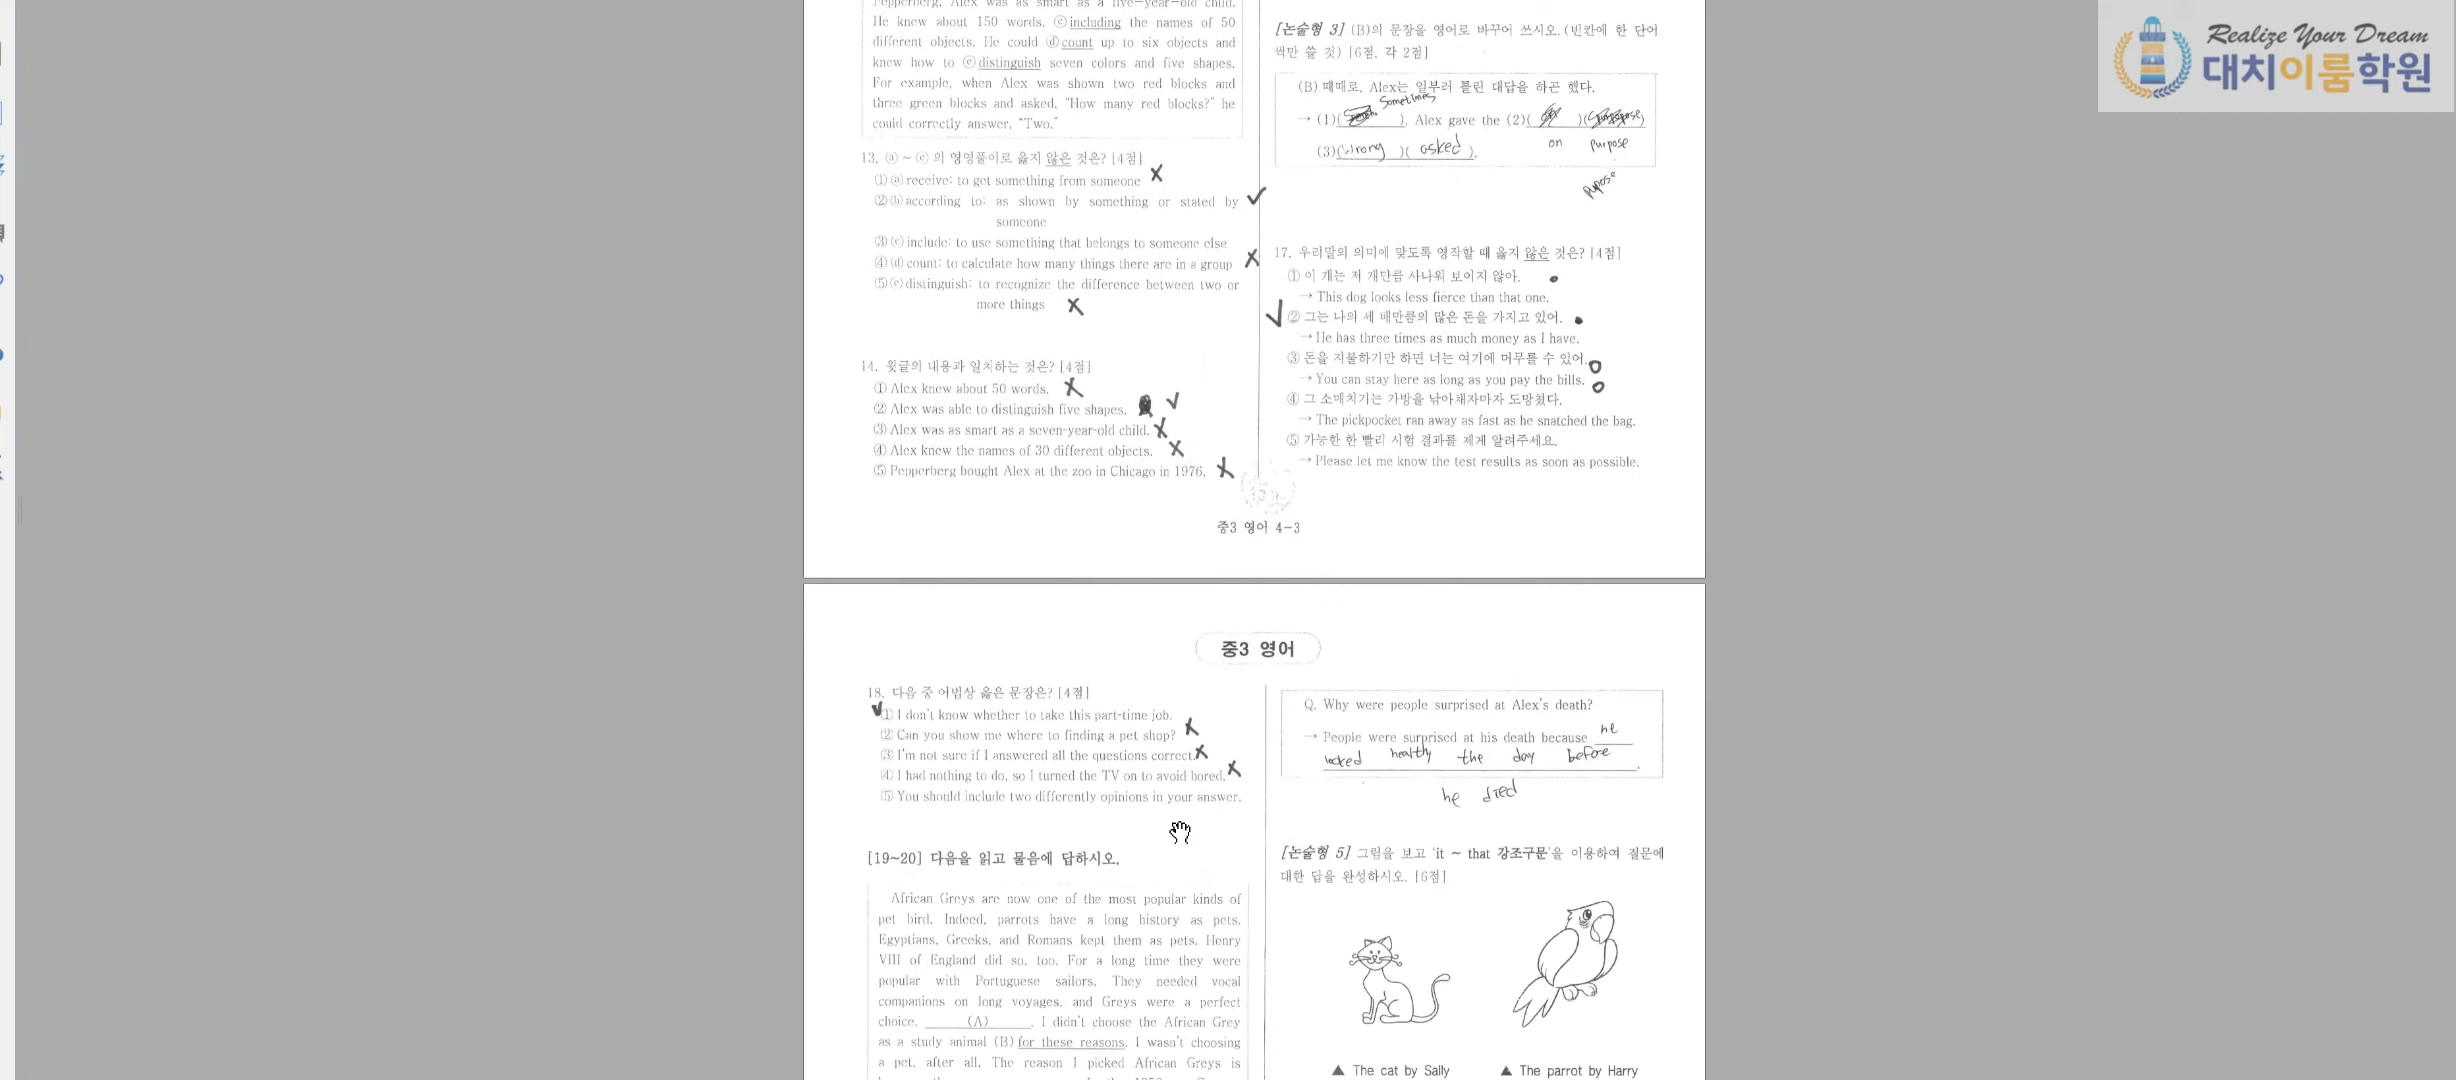 Pepperberg, Alex was as smart as a five-year-old child.
He knew about 150 words, ⓒincluding the names of 50
different objects. He could ⓓcount up to six objects and
knew how to ⓔdistinguish seven colors and five shapes.
For example, when Alex was shown two red blocks and
three green blocks and asked, "How many red blocks?" he
could correctly answer, "Two."
13. ⓐ ~ ⓔ 의 영영풀이로 옳지 않은 것은? [4점]
① ⓐreceive: to get something from someone
② ⓑaccording to: as shown by something or stated by
someone
③ ⓒinclude: to use something that belongs to someone else
④ ⓓcount: to calculate how many things there are in a group
⑤ ⓔdistinguish: to recognize the difference between two or
more things
14. 윗글의 내용과 일치하는 것은? [4점]
① Alex knew about 50 words.
② Alex was able to distinguish five shapes.
③ Alex was as smart as a seven-year-old child.
④ Alex knew the names of 30 different objects.
⑤ Pepperberg bought Alex at the zoo in Chicago in 1976.
[논술형 3] (B)의 문장을 영어로 바꾸어 쓰시오.(빈칸에 한 단어
씩만 쓸 것) [6점, 각 2점]
(B) 때때로, Alex는 일부러 틀린 대답을 하곤 했다.
Sometimes
→ (1)( ). Alex gave the (2)( )( )
(3)(wrong )( asked ).
on purpose
17. 우리말의 의미에 맞도록 영작할 때 옳지 않은 것은? [4점]
① 이 개는 저 개만큼 사나워 보이지 않아.
→ This dog looks less fierce than that one.
② 그는 나의 세 배만큼의 많은 돈을 가지고 있어.
→ He has three times as much money as I have.
③ 돈을 지불하기만 하면 너는 여기에 머무를 수 있어.
→ You can stay here as long as you pay the bills.
④ 그 소매치기는 가방을 낚아채자마자 도망쳤다.
→ The pickpocket ran away as fast as he snatched the bag.
⑤ 가능한 한 빨리 시험 결과를 제게 알려주세요.
→ Please let me know the test results as soon as possible.
중3 영어 4-3
Realize Your Dream
대치이룸학원
중3 영어
18. 다음 중 어법상 옳은 문장은? [4점]
① I don't know whether to take this part-time job.
② Can you show me where to finding a pet shop?
③ I'm not sure if I answered all the questions correct.
④ I had nothing to do, so I turned the TV on to avoid bored.
⑤ You should include two differently opinions in your answer.
[19~20] 다음을 읽고 물음에 답하시오.
African Greys are now one of the most popular kinds of
pet bird. Indeed, parrots have a long history as pets.
Egyptians, Greeks, and Romans kept them as pets. Henry
VIII of England did so, too. For a long time they were
popular with Portuguese sailors. They needed vocal
companions on long voyages, and Greys were a perfect
choice. (A) , I didn't choose the African Grey
as a study animal (B) for these reasons. I wasn't choosing
a pet, after all. The reason I picked African Greys is
Q. Why were people surprised at Alex's death?
→ People were surprised at his death because he
looked healthy the day before
he died
[논술형 5] 그림을 보고 'it ~ that 강조구문'을 이용하여 질문에
대한 답을 완성하시오. [6점]
▲ The cat by Sally
▲ The parrot by Harry